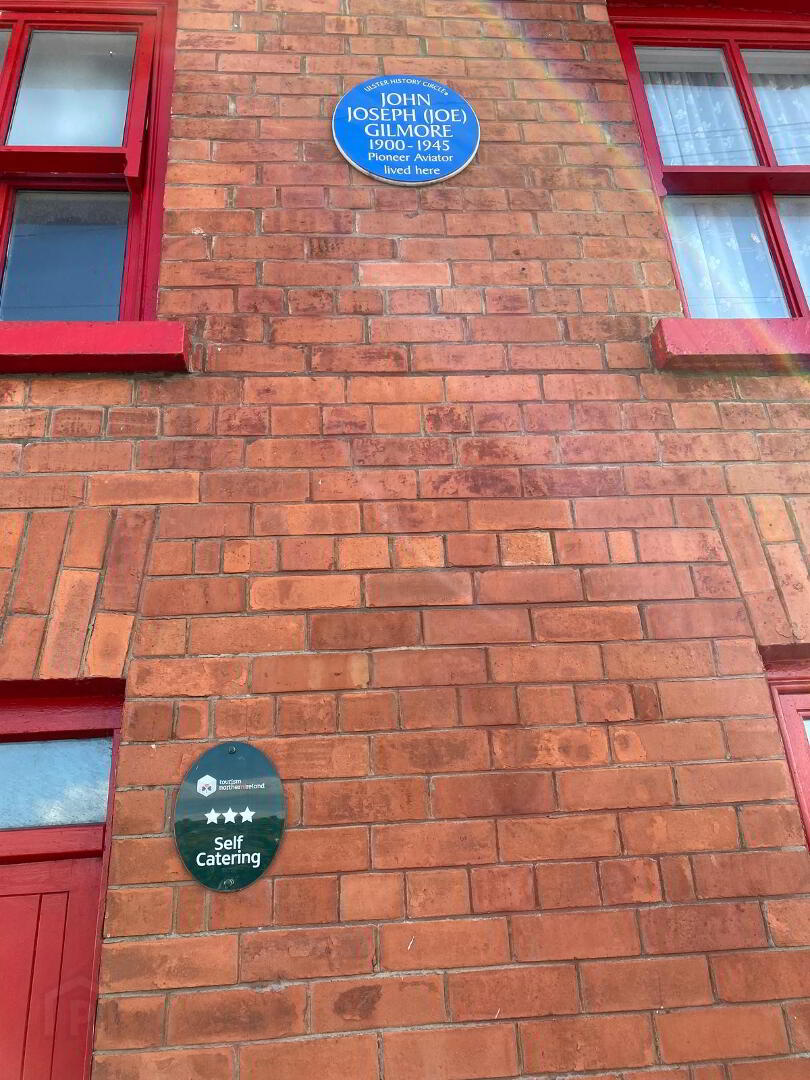 ULSTER HISTORY CIRCLE
JOHN
JOSEPH (JOE)
GILMORE
1900-1945
Pioneer Aviator
lived here
tourism
northernireland
Self
Catering